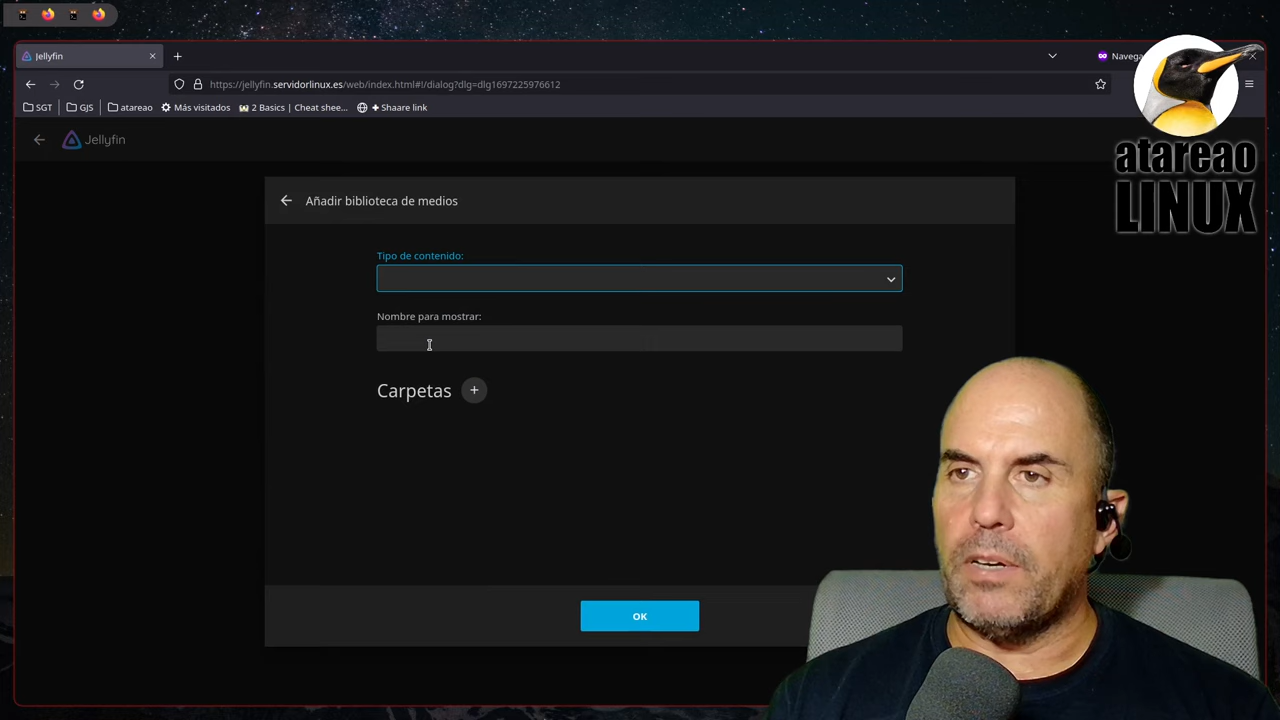 Jellyfin
Navega
https://jellyfin.servidorlinux.es/web/index.html#!/dialog?dlg=dlg1697225976612
SGT
GJS
atareao
Más visitados
2 Basics | Cheat shee...
Shaare link
Jellyfin
atareao
LINUX
Añadir biblioteca de medios
Tipo de contenido:
Nombre para mostrar:
Carpetas
OK